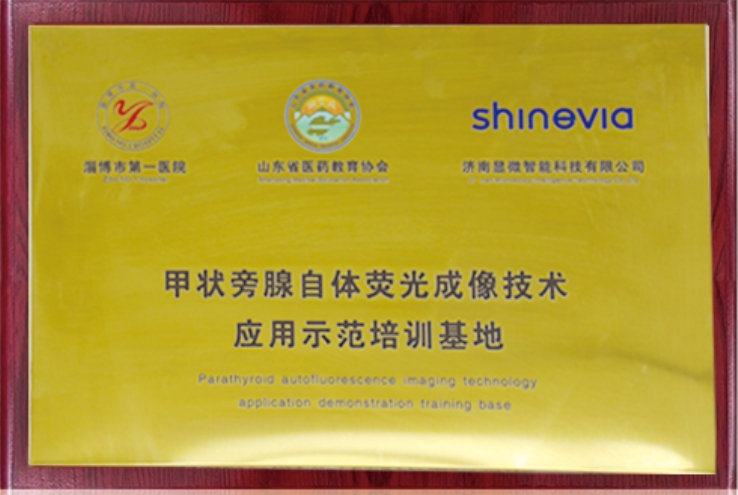 shinevia
淄博市第一医院
山东省医药教育协会
济南显微智能科技有限公司
甲状旁腺自体荧光成像技术
应用示范培训基地
Parathyroid autofluorescence imaging technology
application demonstration training base